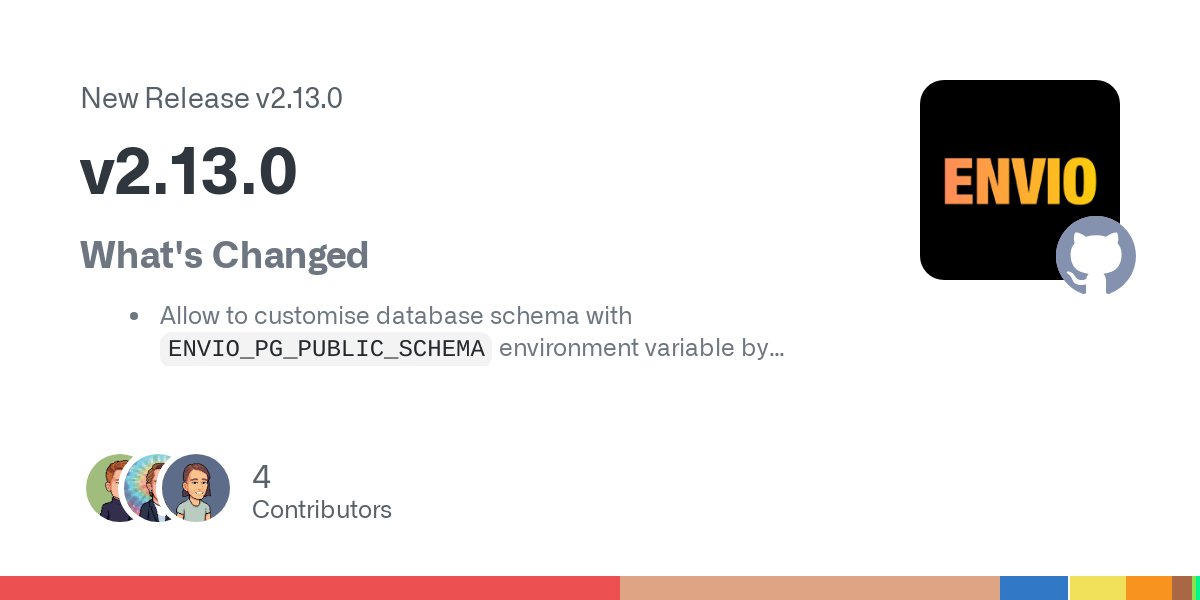 New Release v2.13.0
v2.13.0
ENVIO
What's Changed
• Allow to customise database schema with
ENVIO_PG_PUBLIC_SCHEMA environment variable by…
4
Contributors